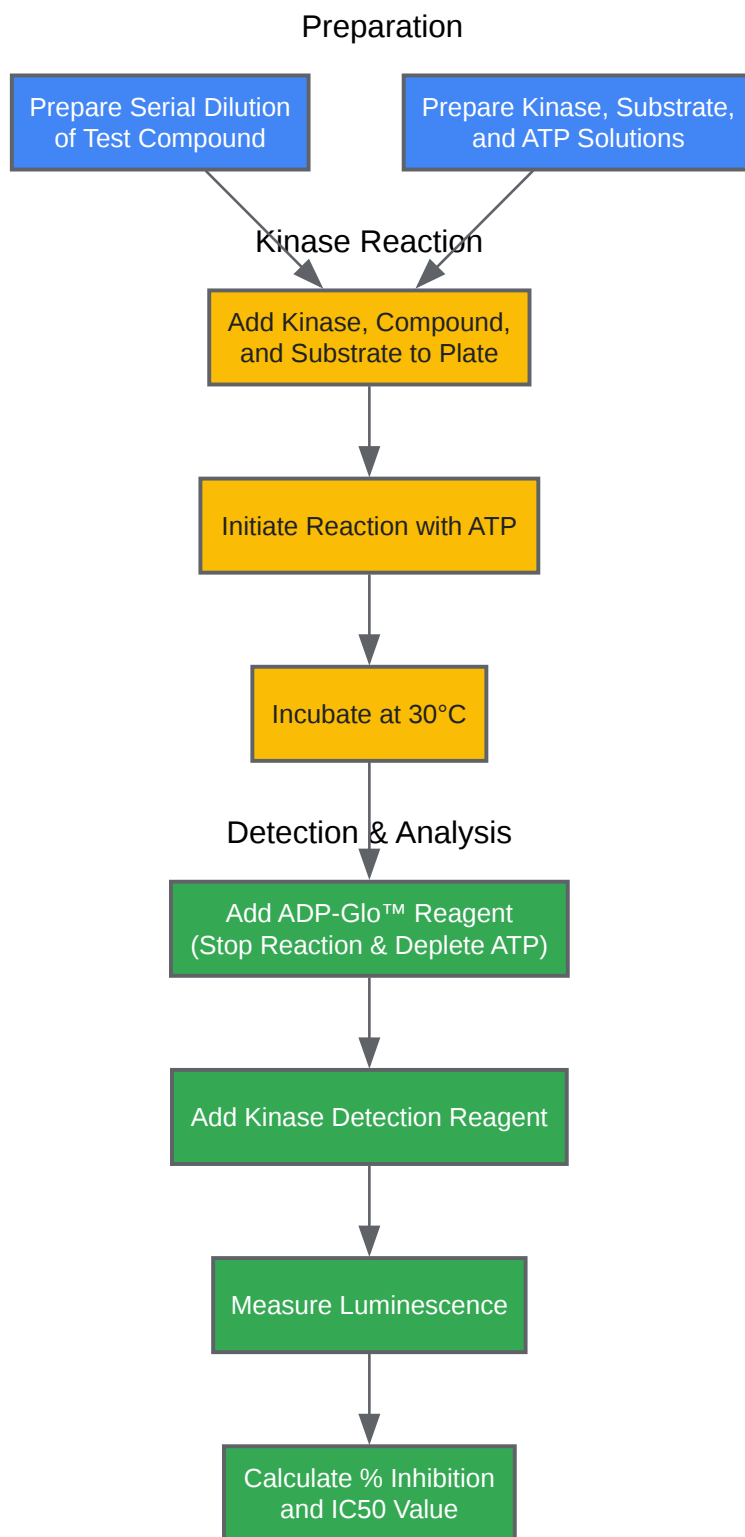 Preparation
Prepare Serial Dilution
of Test Compound
Prepare Kinase, Substrate,
and ATP Solutions
Kinase Reaction
Add Kinase, Compound,
and Substrate to Plate
Initiate Reaction with ATP
Incubate at 30°C
Detection & Analysis
Add ADP-Glo™ Reagent
(Stop Reaction & Deplete ATP)
Add Kinase Detection Reagent
Measure Luminescence
Calculate % Inhibition
and IC50 Value